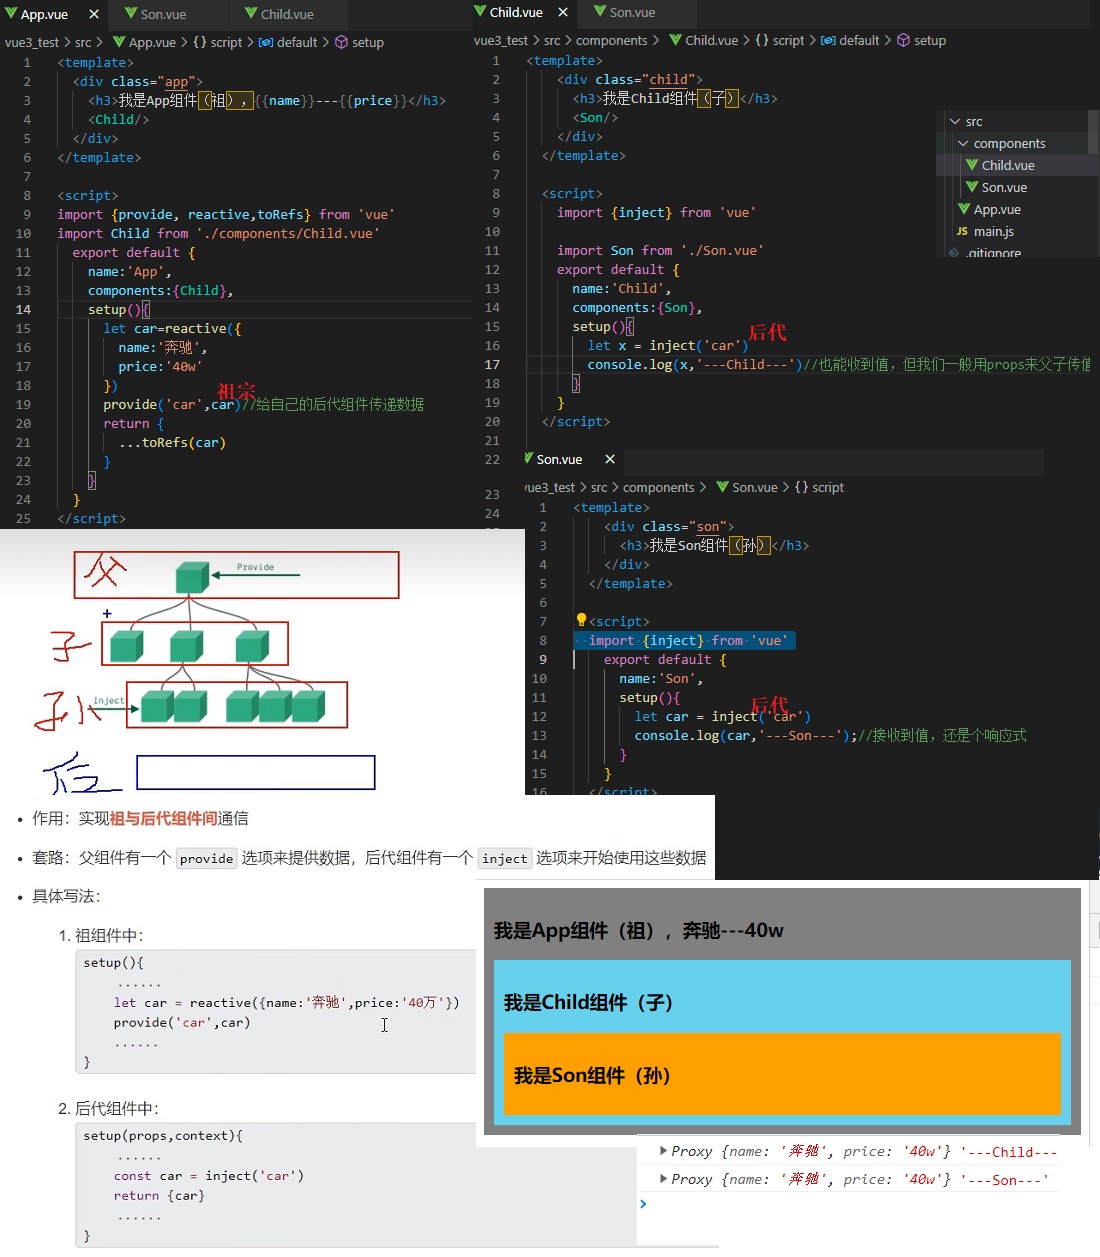 App.vue
Son.vue
Child.vue
vue3_test > src > App.vue > {} script > default > setup
1 <template>
2 <div class="app">
3 <h3>我是App组件（祖），{{name}}---{{price}}</h3>
4 <Child/>
5 </div>
6 </template>
7
8 <script>
9 import {provide, reactive,toRefs} from 'vue'
10 import Child from './components/Child.vue'
11 export default {
12 name:'App',
13 components:{Child},
14 setup(){
15 let car=reactive({
16 name:'奔驰',
17 price:'40w'
18 })
祖宗
19 provide('car',car)//给自己的后代组件传递数据
20 return {
21 ...toRefs(car)
22 }
23 }
24 }
25 </script>
Child.vue
Son.vue
vue3_test > src > components > Child.vue > {} script > default > setup
1 <template>
2 <div class="child">
3 <h3>我是Child组件（子）</h3>
4 <Son/>
5 </div>
6 </template>
7
8 <script>
9 import {inject} from 'vue'
10
11 import Son from './Son.vue'
12 export default {
13 name:'Child',
14 components:{Son},
15 setup(){
后代
16 let x = inject('car')
17 console.log(x,'---Child---')//也能收到值，但我们一般用props来父子传值
18 }
19 }
20 </script>
21
22
23
24
src
components
Child.vue
Son.vue
App.vue
JS main.js
.gitignore
Son.vue
vue3_test > src > components > Son.vue > {} script
1 <template>
2 <div class="son">
3 <h3>我是Son组件（孙）</h3>
4 </div>
5 </template>
6
7 <script>
8 import {inject} from 'vue'
9 export default {
10 name:'Son',
11 setup(){
后代
12 let car = inject('car')
13 console.log(car,'---Son---');//接收到值，还是个响应式
14 }
15 }
16 </script>
父
Provide
子
孙
Inject
后
• 作用：实现祖与后代组件间通信
• 套路：父组件有一个 provide 选项来提供数据，后代组件有一个 inject 选项来开始使用这些数据
• 具体写法：
1. 祖组件中：
setup(){
......
let car = reactive({name:'奔驰',price:'40万'})
provide('car',car)
......
}
2. 后代组件中：
setup(props,context){
......
const car = inject('car')
return {car}
......
}
我是App组件（祖），奔驰---40w
我是Child组件（子）
我是Son组件（孙）
Proxy {name: '奔驰', price: '40w'} '---Child---
Proxy {name: '奔驰', price: '40w'} '---Son---'